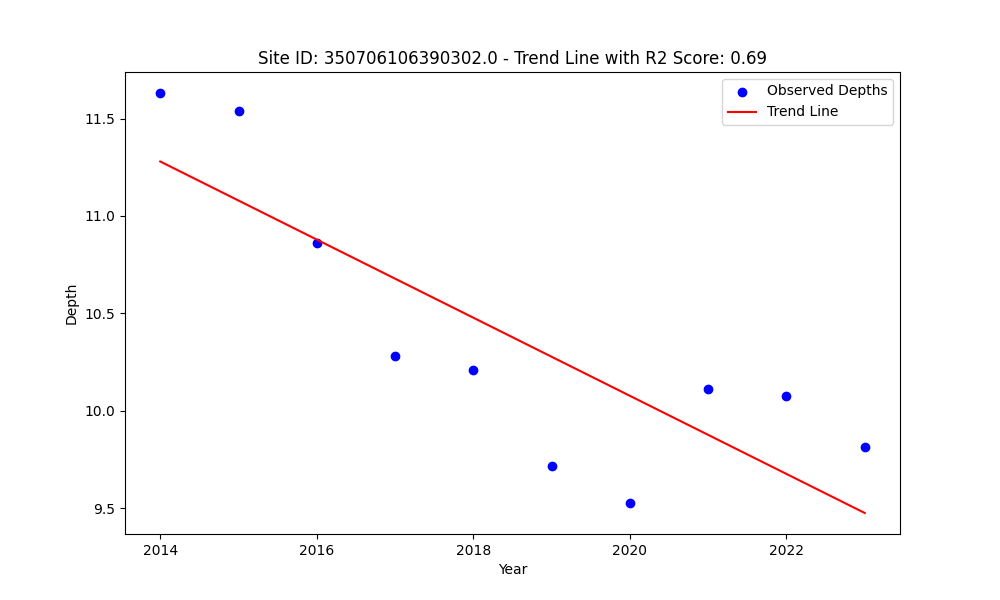 Site ID: 350706106390302.0 - Trend Line with R2 Score: 0.69
Observed Depths
Trend Line
Depth
11.5
11.0
10.5
10.0
9.5
2014
2016
2018
2020
2022
Year